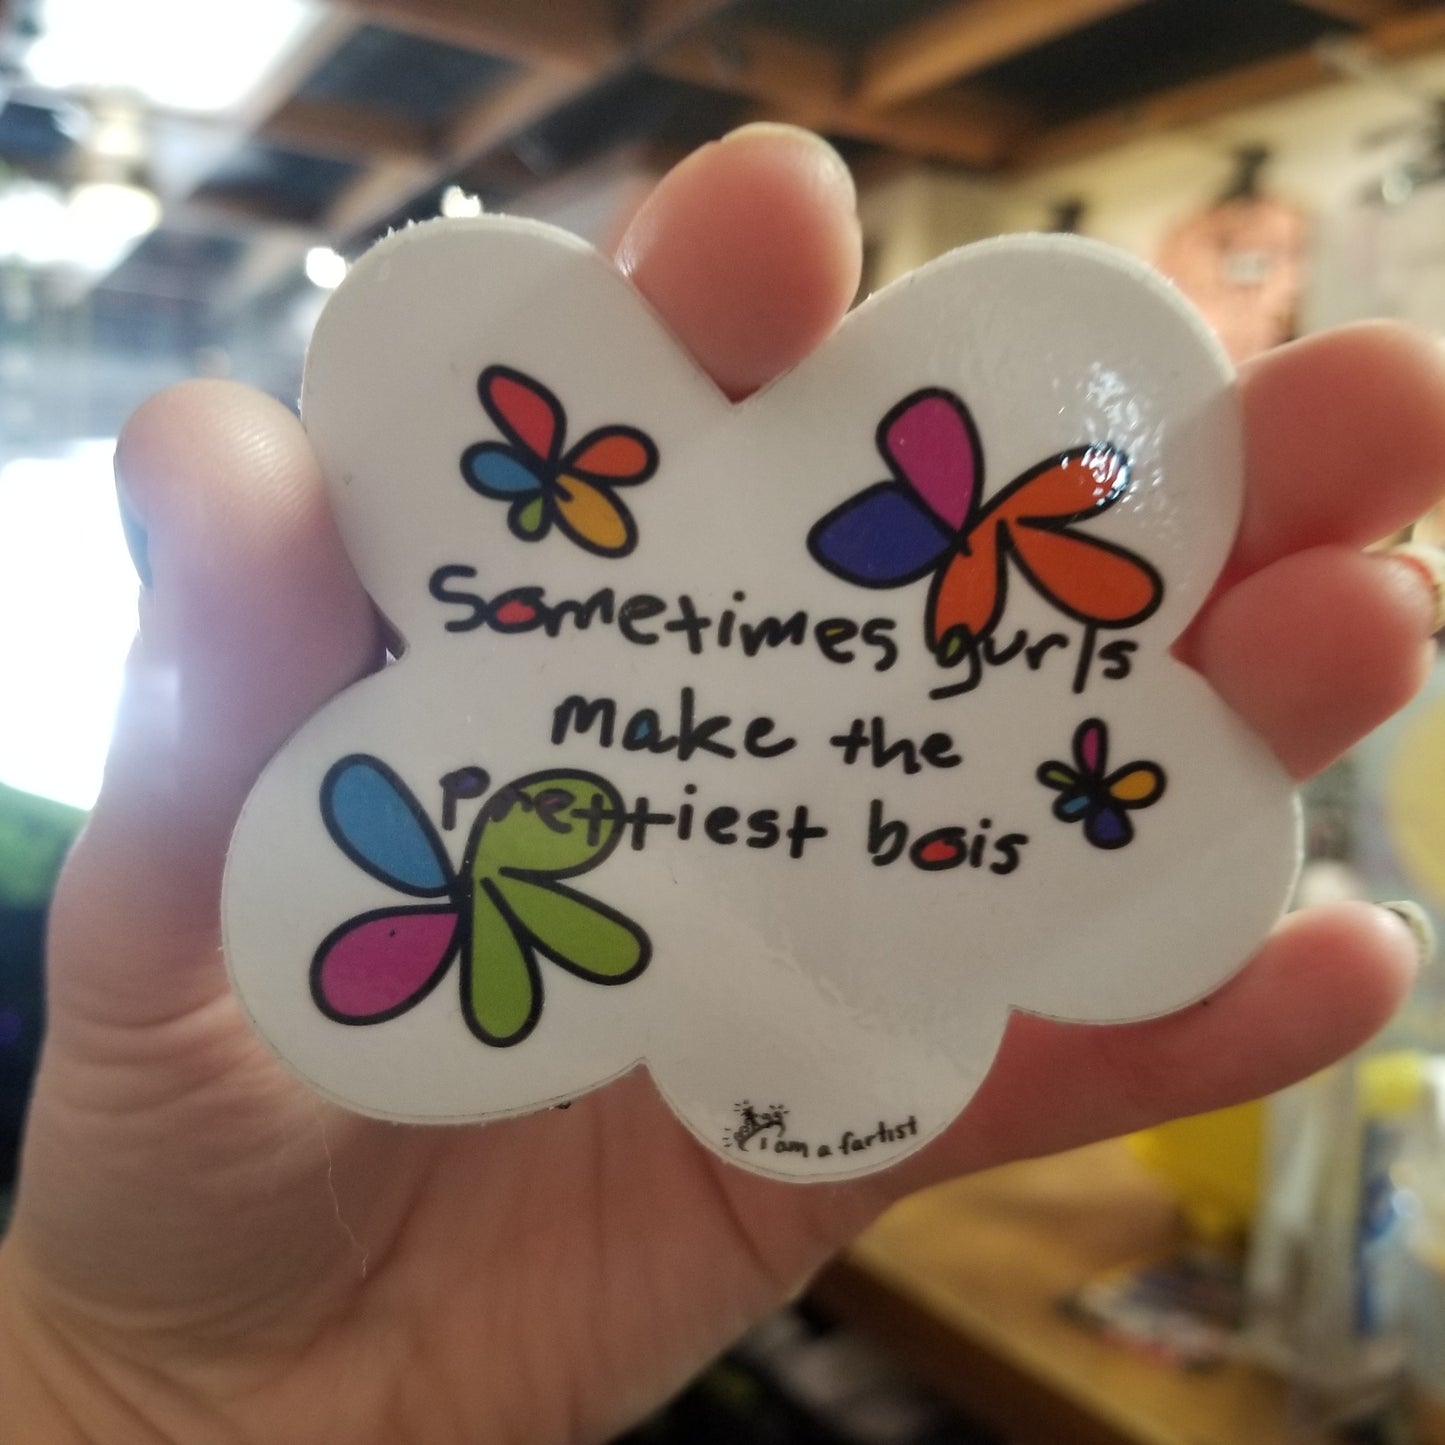 Sometimes gurls
make the
prettiest bois
i am a fartist